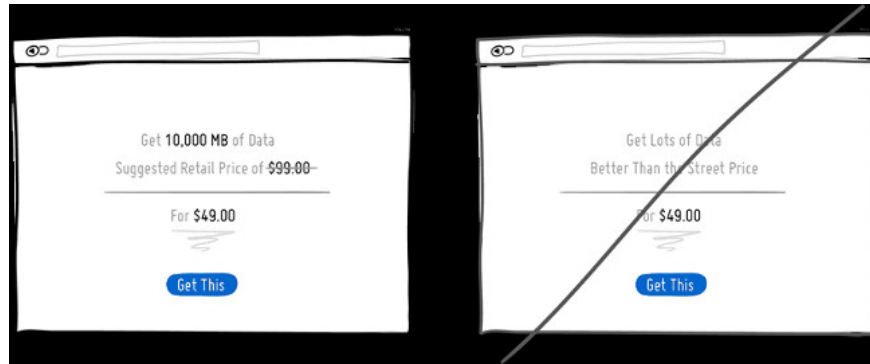 Get 10,000 MB of Data
Suggested Retail Price of $99.00
For $49.00
Get This
Get Lots of Data
Better Than the Street Price
For $49.00
Get This